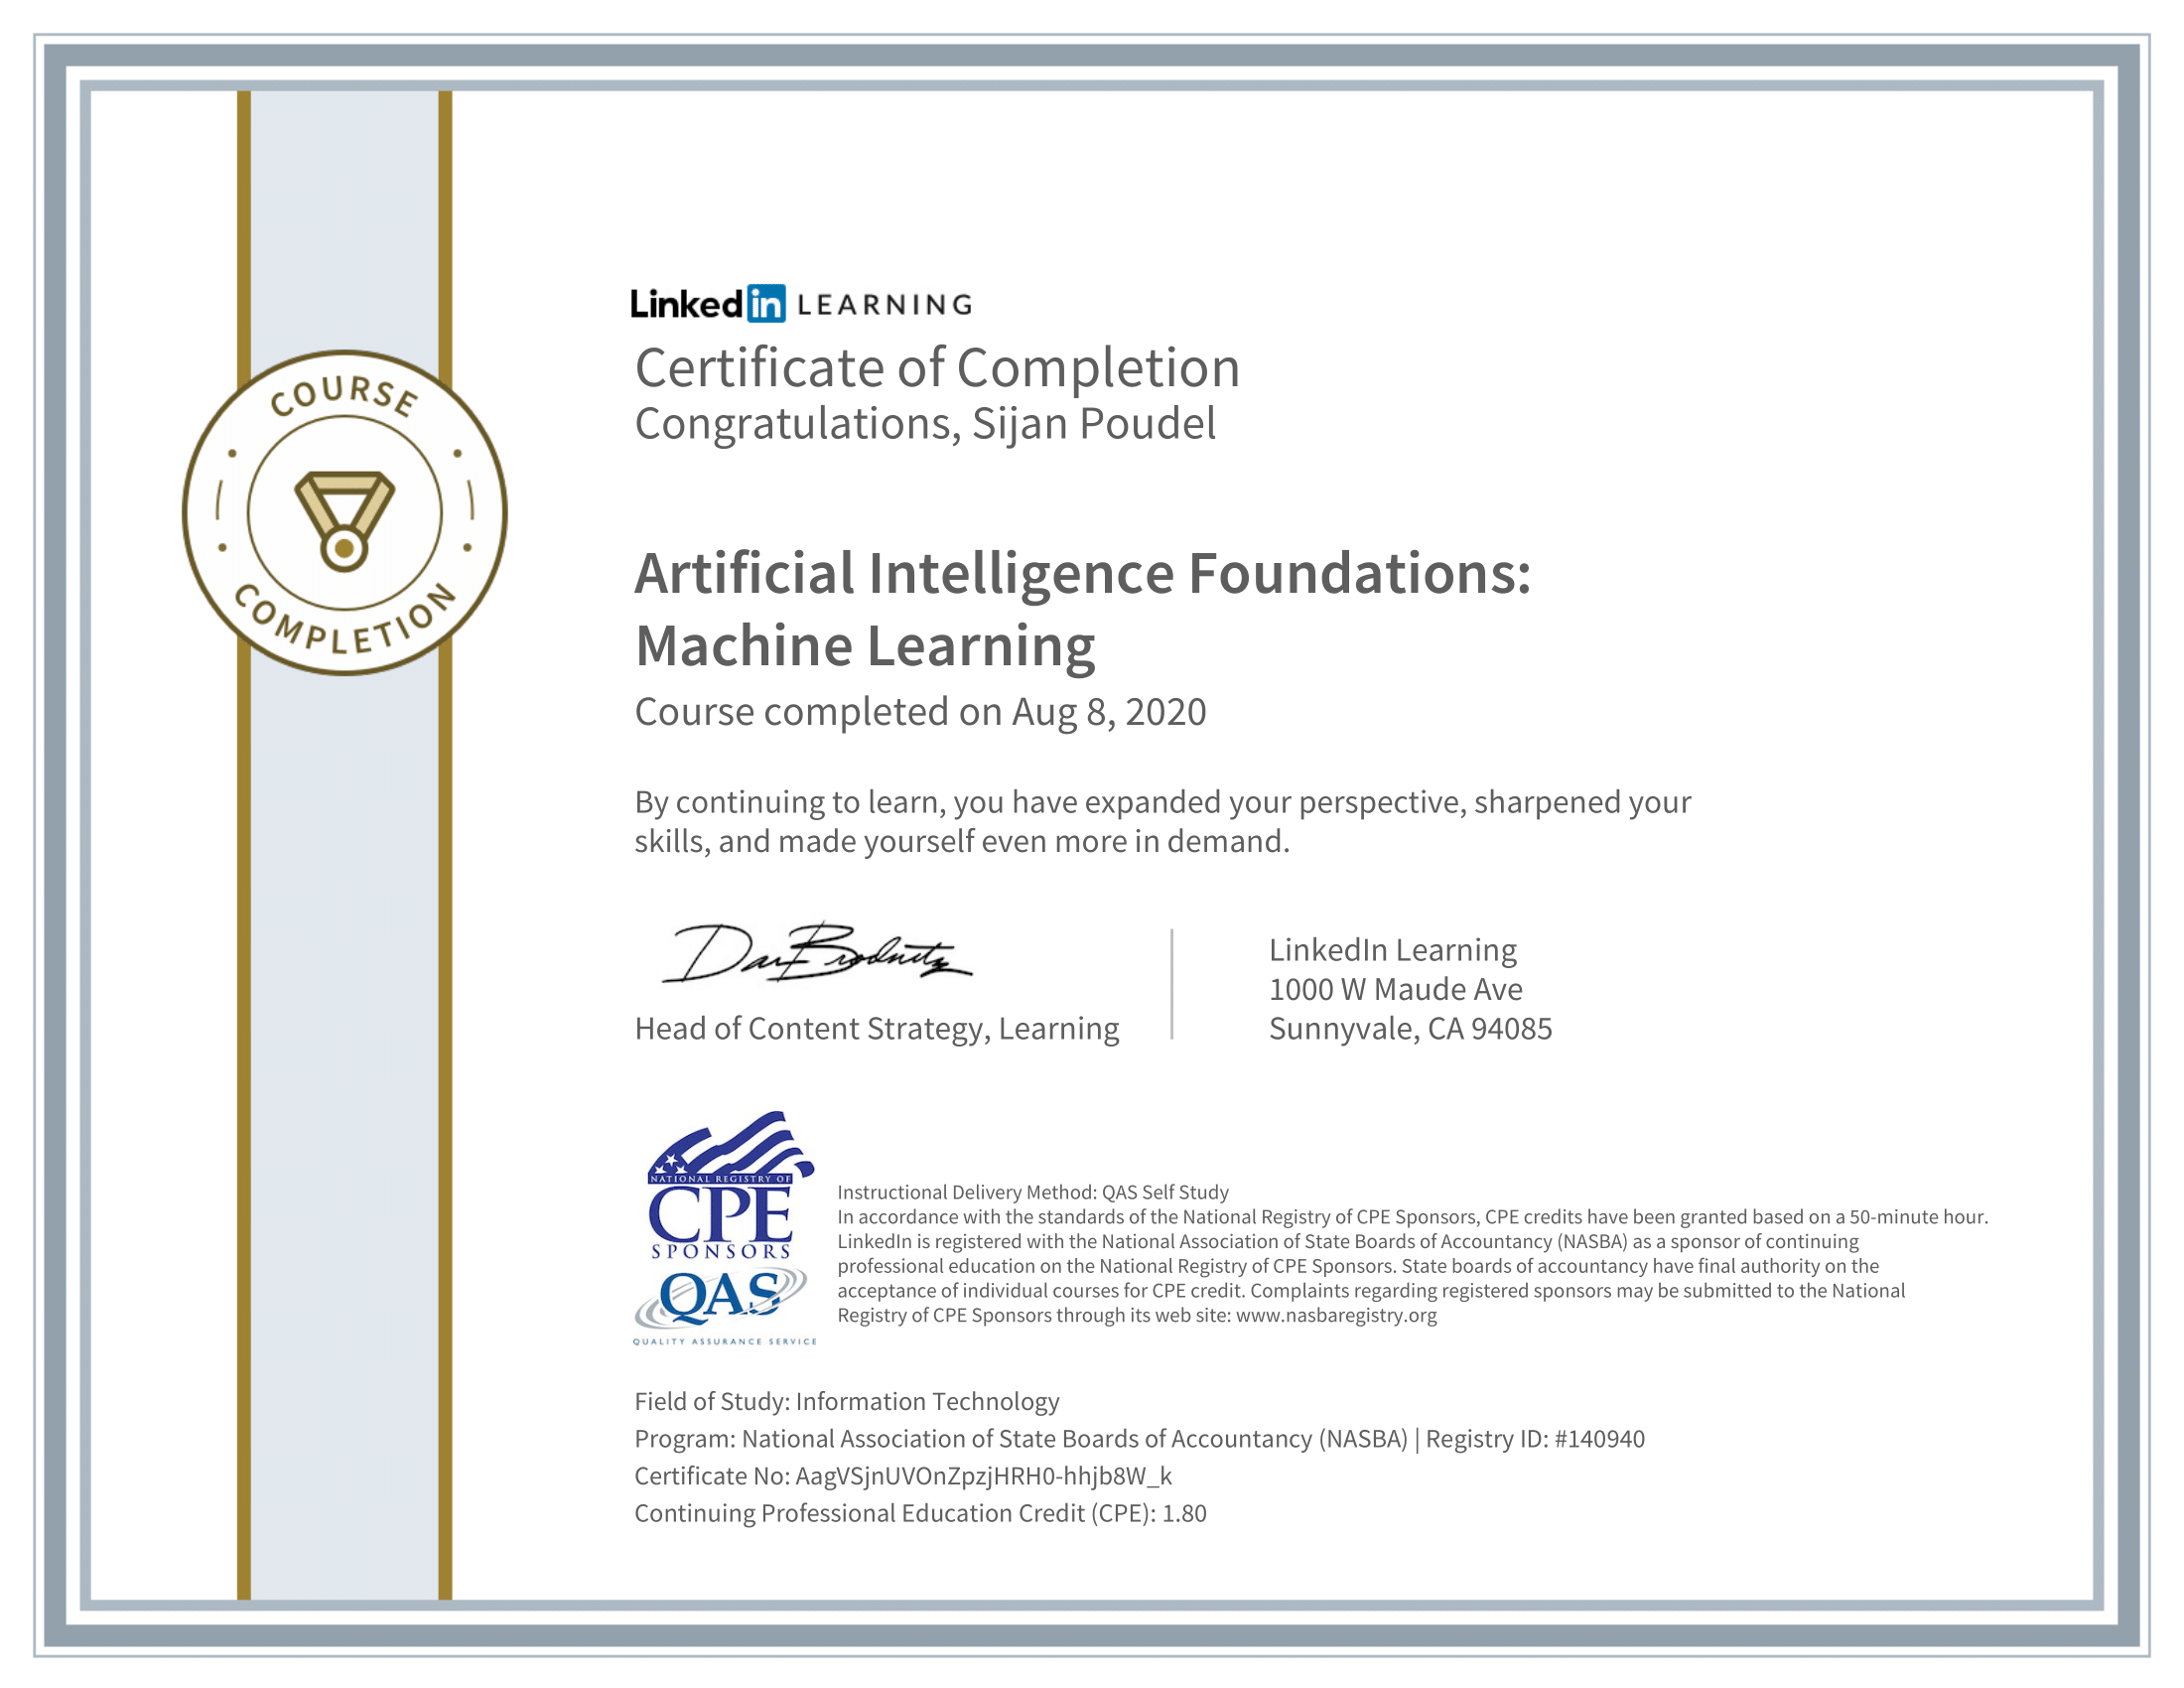 COURSE
COMPLETION
Linked in LEARNING
Certificate of Completion
Congratulations, Sijan Poudel
Artificial Intelligence Foundations:
Machine Learning
Course completed on Aug 8, 2020
By continuing to learn, you have expanded your perspective, sharpened your
skills, and made yourself even more in demand.
Dan Brodnitz
Head of Content Strategy, Learning
LinkedIn Learning
1000 W Maude Ave
Sunnyvale, CA 94085
NATIONAL REGISTRY OF
CPE
SPONSORS
QAS
QUALITY ASSURANCE SERVICE
Instructional Delivery Method: QAS Self Study
In accordance with the standards of the National Registry of CPE Sponsors, CPE credits have been granted based on a 50-minute hour.
LinkedIn is registered with the National Association of State Boards of Accountancy (NASBA) as a sponsor of continuing
professional education on the National Registry of CPE Sponsors. State boards of accountancy have final authority on the
acceptance of individual courses for CPE credit. Complaints regarding registered sponsors may be submitted to the National
Registry of CPE Sponsors through its web site: www.nasbaregistry.org
Field of Study: Information Technology
Program: National Association of State Boards of Accountancy (NASBA) | Registry ID: #140940
Certificate No: AagVSjnUVOnZpzjHRH0-hhjb8W_k
Continuing Professional Education Credit (CPE): 1.80